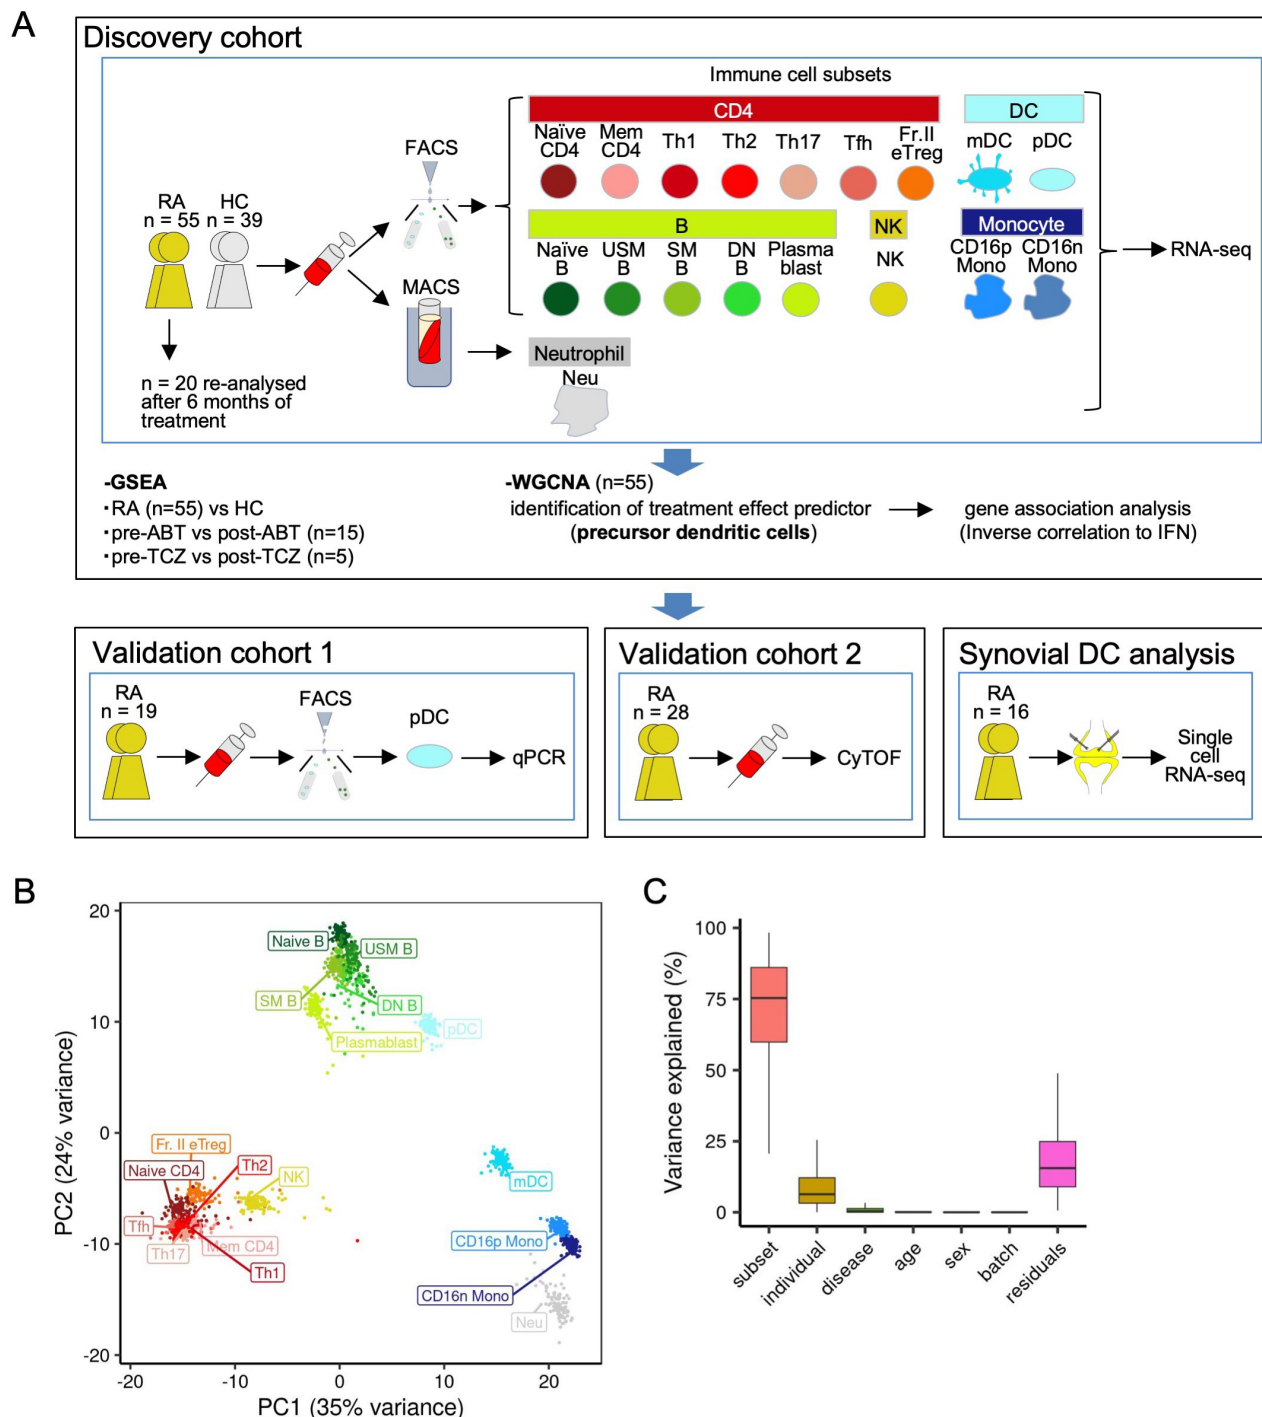 A
Discovery cohort
Immune cell subsets
CD4
DC
Naïve
CD4
Mem
CD4
Th1
Th2
Th17
Tfh
Fr.II
eTreg
mDC
pDC
FACS
RA
n = 55
HC
n = 39
B
NK
Monocyte
Naïve
B
USM
B
SM
B
DN
B
Plasma
blast
NK
CD16p
Mono
CD16n
Mono
RNA-seq
MACS
Neutrophil
Neu
n = 20 re-analysed
after 6 months of
treatment
-GSEA
・RA (n=55) vs HC
・pre-ABT vs post-ABT (n=15)
・pre-TCZ vs post-TCZ (n=5)
-WGCNA (n=55)
identification of treatment effect predictor
(precursor dendritic cells)
gene association analysis
(Inverse correlation to IFN)
Validation cohort 1
RA
n = 19
FACS
pDC
qPCR
Validation cohort 2
RA
n = 28
CyTOF
Synovial DC analysis
RA
n = 16
Single
cell
RNA-seq
B
PC2 (24% variance)
20
10
0
-10
-20
-20
-10
0
10
20
PC1 (35% variance)
Naive B
USM B
SM B
DN B
Plasmablast
pDC
Fr. II eTreg
Naive CD4
Th2
NK
Tfh
Th17
Mem CD4
Th1
mDC
CD16p Mono
CD16n Mono
Neu
C
Variance explained (%)
100
75
50
25
0
subset
individual
disease
age
sex
batch
residuals